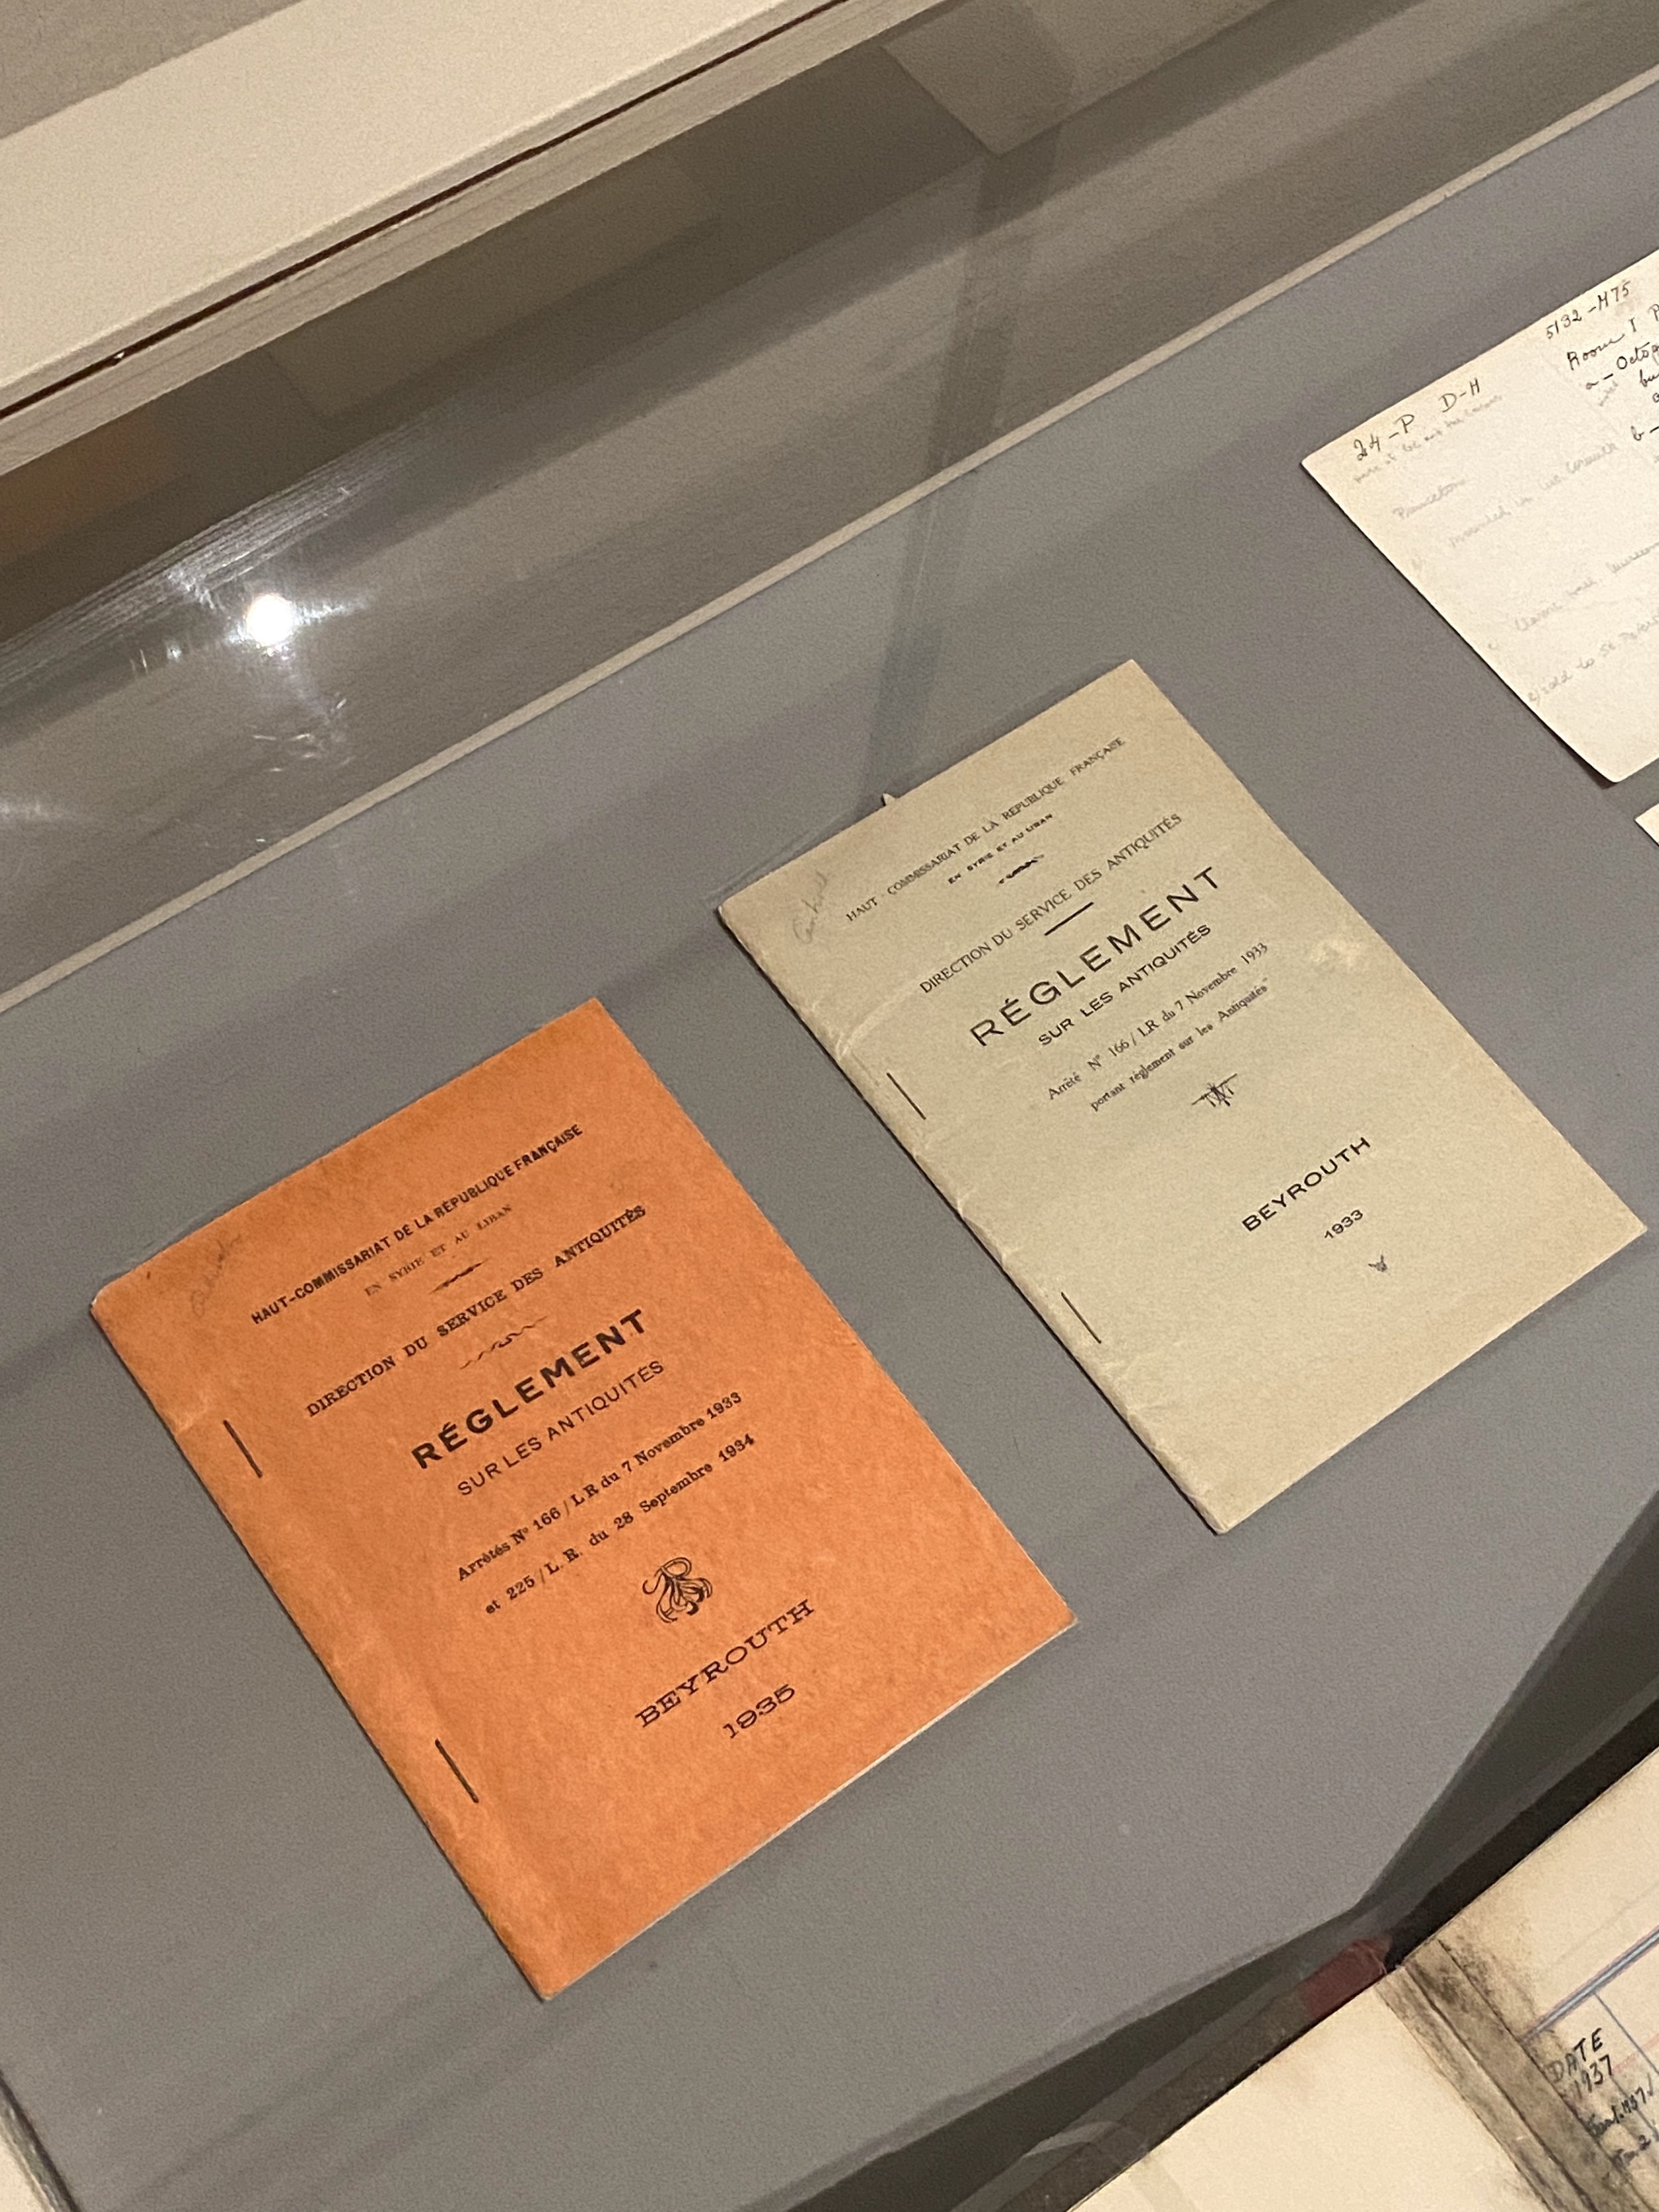 HAUT-COMMISSARIAT DE LA RÉPUBLIQUE FRANÇAISE
EN SYRIE ET AU LIBAN
DIRECTION DU SERVICE DES ANTIQUITÉS
RÉGLEMENT
SUR LES ANTIQUITÉS
Arrêtés N° 166 / L R du 7 Novembre 1933
et 225 / L. R. du 28 Septembre 1934
BEYROUTH
1935
HAUT - COMMISSARIAT DE LA RÉPUBLIQUE FRANÇAISE
EN SYRIE ET AU LIBAN
DIRECTION DU SERVICE DES ANTIQUITÉS
RÉGLEMENT
SUR LES ANTIQUITÉS
Arrêté N° 166 / LR du 7 Novembre 1933
portant réglement sur les Antiquités"
BEYROUTH
1933
5132-H75
24-P D-H
Room I
Princeton
DATE
1937